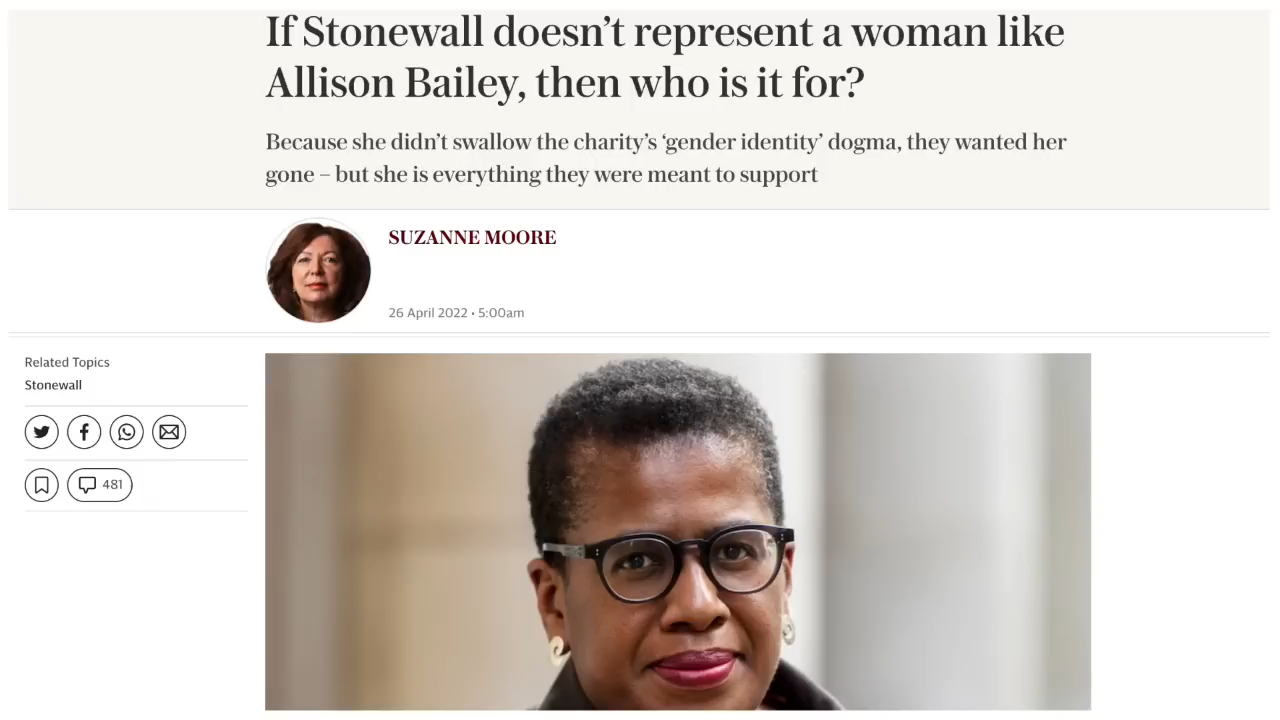 If Stonewall doesn’t represent a woman like
Allison Bailey, then who is it for?
Because she didn’t swallow the charity’s ‘gender identity’ dogma, they wanted her
gone – but she is everything they were meant to support
SUZANNE MOORE
26 April 2022 • 5:00am
Related Topics
Stonewall
481